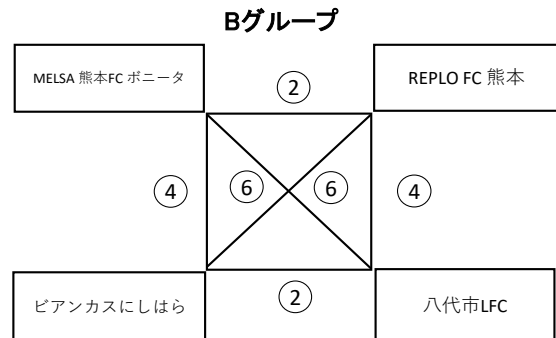 Bグループ
MELSA 熊本FC ボニータ
REPLO FC 熊本
②
④
⑥
⑥
④
②
ビアンカスにしはら
八代市LFC